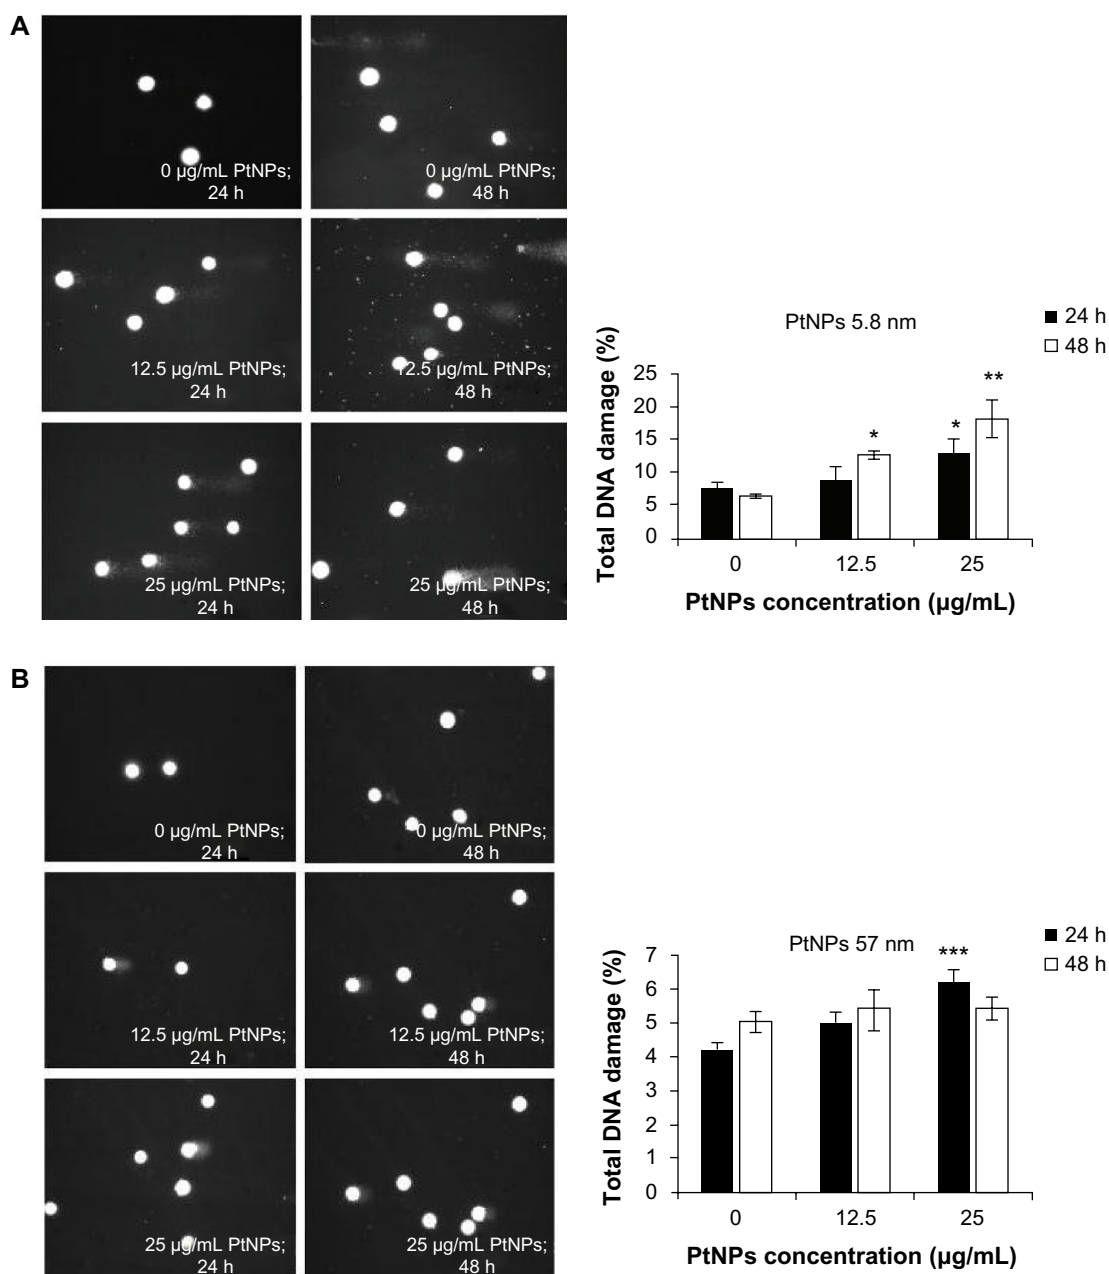 A
0 µg/mL PtNPs;
24 h
0 µg/mL PtNPs;
48 h
12.5 µg/mL PtNPs;
24 h
12.5 µg/mL PtNPs;
48 h
25 µg/mL PtNPs;
24 h
25 µg/mL PtNPs;
48 h
PtNPs 5.8 nm
24 h
48 h
Total DNA damage (%)
25
20
15
10
5
0
*
*
**
0
12.5
25
PtNPs concentration (µg/mL)
B
0 µg/mL PtNPs;
24 h
0 µg/mL PtNPs;
48 h
12.5 µg/mL PtNPs;
24 h
12.5 µg/mL PtNPs;
48 h
25 µg/mL PtNPs;
24 h
25 µg/mL PtNPs;
48 h
PtNPs 57 nm
24 h
48 h
Total DNA damage (%)
7
6
5
4
3
2
1
0
***
0
12.5
25
PtNPs concentration (µg/mL)